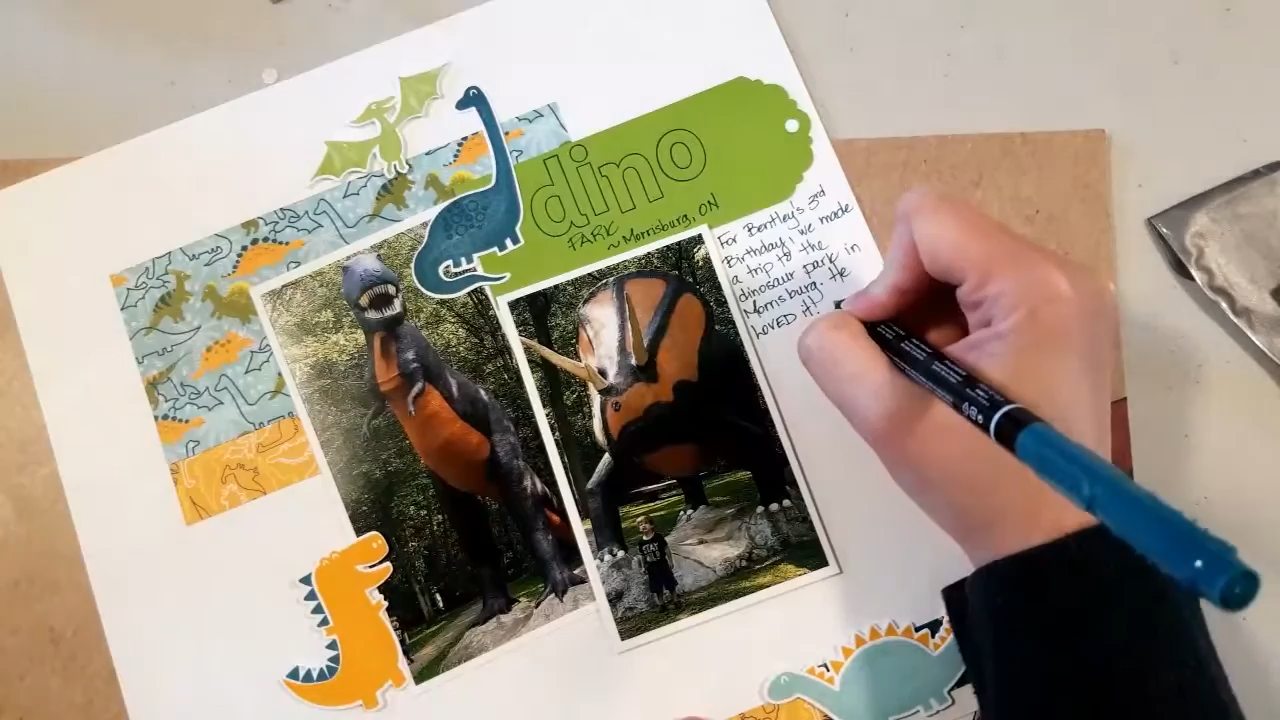 dino
PARK
~ Morrisburg, ON
For Bentley's 3rd
Birthday, we made
a trip to the
dinosaur park in
Morrisburg. He
LOVED it!
STAY